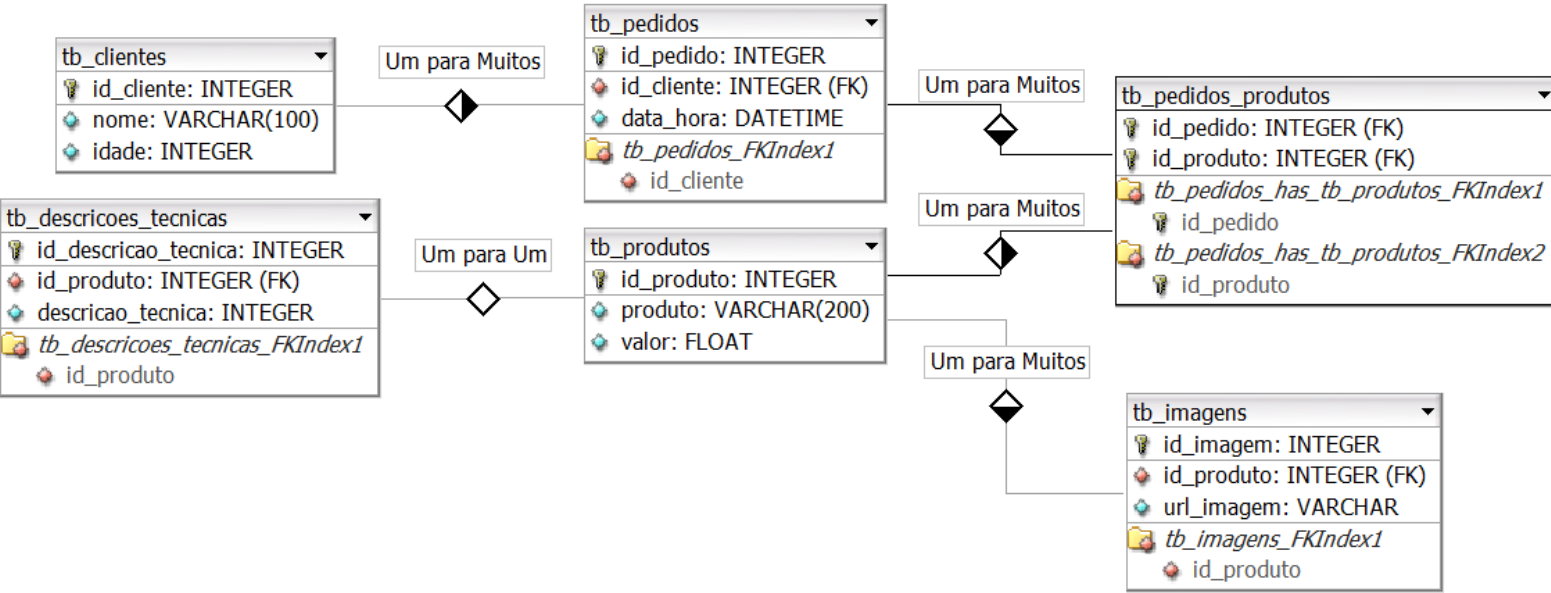 tb_clientes
id_cliente: INTEGER
nome: VARCHAR(100)
idade: INTEGER
Um para Muitos
tb_pedidos
id_pedido: INTEGER
id_cliente: INTEGER (FK)
data_hora: DATETIME
tb_pedidos_FKIndex1
id_cliente
Um para Muitos
tb_pedidos_produtos
id_pedido: INTEGER (FK)
id_produto: INTEGER (FK)
tb_pedidos_has_tb_produtos_FKIndex1
id_pedido
tb_pedidos_has_tb_produtos_FKIndex2
id_produto
tb_descricoes_tecnicas
id_descricao_tecnica: INTEGER
id_produto: INTEGER (FK)
descricao_tecnica: INTEGER
tb_descricoes_tecnicas_FKIndex1
id_produto
Um para Um
tb_produtos
id_produto: INTEGER
produto: VARCHAR(200)
valor: FLOAT
Um para Muitos
Um para Muitos
tb_imagens
id_imagem: INTEGER
id_produto: INTEGER (FK)
url_imagem: VARCHAR
tb_imagens_FKIndex1
id_produto